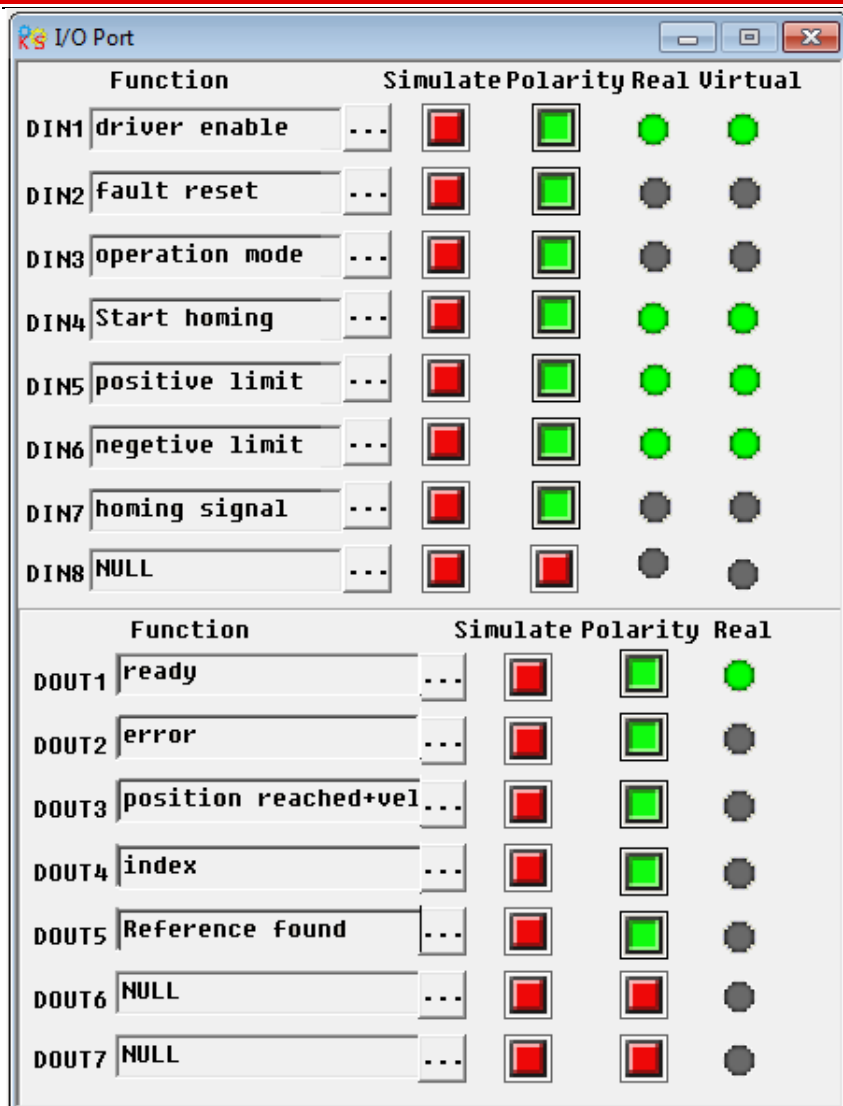 I/O Port
Function Simulate Polarity Real Virtual
DIN1 driver enable ...
DIN2 fault reset ...
DIN3 operation mode ...
DIN4 Start homing ...
DIN5 positive limit ...
DIN6 negetive limit ...
DIN7 homing signal ...
DIN8 NULL ...
Function Simulate Polarity Real
DOUT1 ready ...
DOUT2 error ...
DOUT3 position reached+vel ...
DOUT4 index ...
DOUT5 Reference found ...
DOUT6 NULL ...
DOUT7 NULL ...